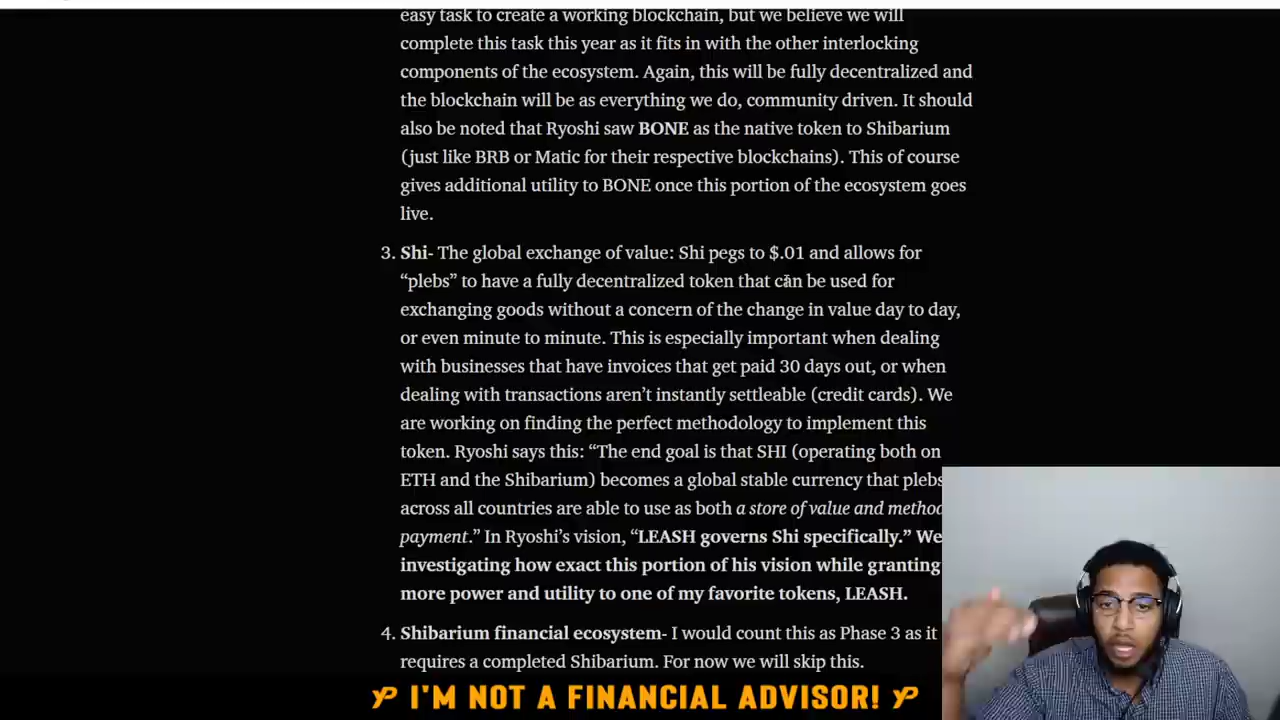 easy task to create a working blockchain, but we believe we will
complete this task this year as it fits in with the other interlocking
components of the ecosystem. Again, this will be fully decentralized and
the blockchain will be as everything we do, community driven. It should
also be noted that Ryoshi saw BONE as the native token to Shibarium
(just like BRB or Matic for their respective blockchains). This of course
gives additional utility to BONE once this portion of the ecosystem goes
live.
3. Shi- The global exchange of value: Shi pegs to $.01 and allows for
“plebs” to have a fully decentralized token that can be used for
exchanging goods without a concern of the change in value day to day,
or even minute to minute. This is especially important when dealing
with businesses that have invoices that get paid 30 days out, or when
dealing with transactions aren’t instantly settleable (credit cards). We
are working on finding the perfect methodology to implement this
token. Ryoshi says this: “The end goal is that SHI (operating both on
ETH and the Shibarium) becomes a global stable currency that plebs
across all countries are able to use as both a store of value and
payment.” In Ryoshi’s vision, “LEASH governs Shi specifically.” We
investigating how exact this portion of his vision while granting
more power and utility to one of my favorite tokens, LEASH.
4. Shibarium financial ecosystem- I would count this as Phase 3 as it
requires a completed Shibarium. For now we will skip this.
I'M NOT A FINANCIAL ADVISOR!